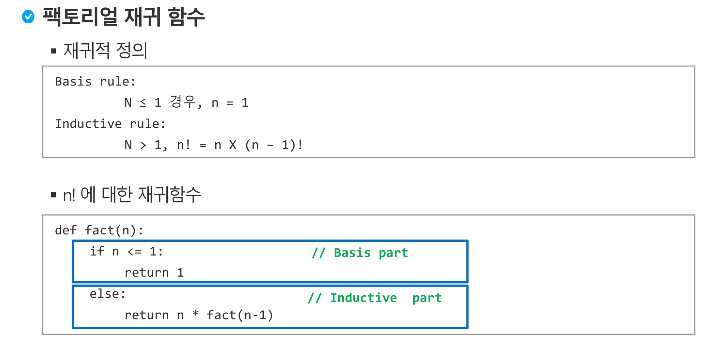 팩토리얼 재귀 함수
▪ 재귀적 정의
Basis rule:
N ≤ 1 경우, n = 1
Inductive rule:
N > 1, n! = n X (n – 1)!
▪ n! 에 대한 재귀함수
def fact(n):
if n <= 1: // Basis part
return 1
else: // Inductive part
return n * fact(n-1)